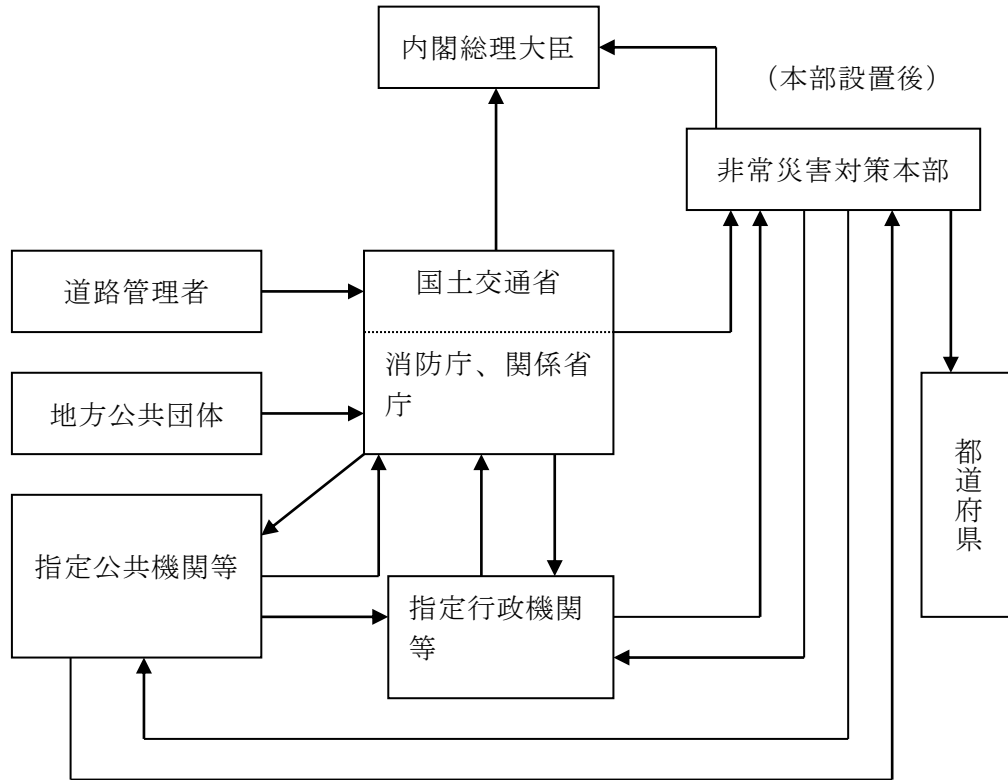 内閣総理大臣
（本部設置後）
非常災害対策本部
道路管理者
国土交通省
消防庁、関係省
庁
地方公共団体
都道府県
指定公共機関等
指定行政機関
等